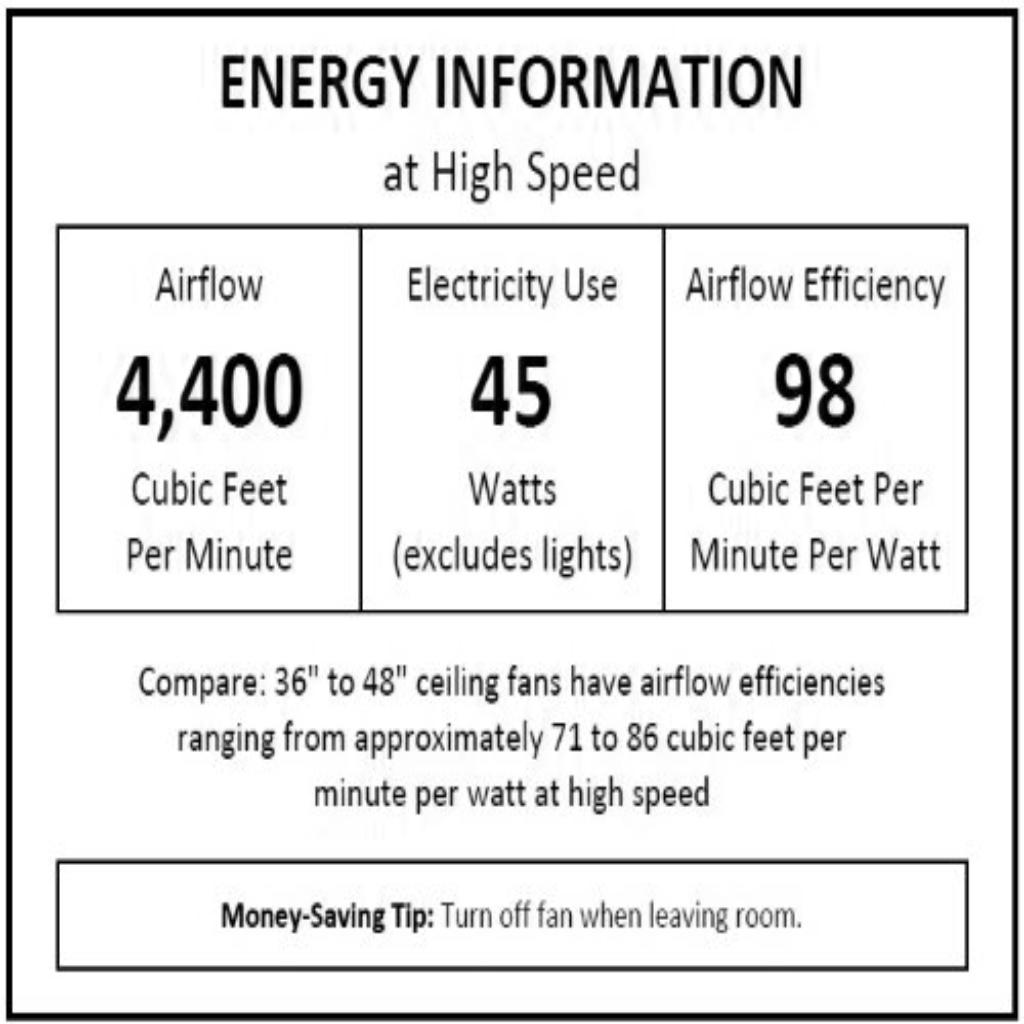 ENERGY INFORMATION
at High Speed
Airflow
4,400
Cubic Feet
Per Minute
Electricity Use
45
Watts
(excludes lights)
Airflow Efficiency
98
Cubic Feet Per
Minute Per Watt
Compare: 36" to 48" ceiling fans have airflow efficiencies
ranging from approximately 71 to 86 cubic feet per
minute per watt at high speed
Money-Saving Tip: Turn off fan when leaving room.